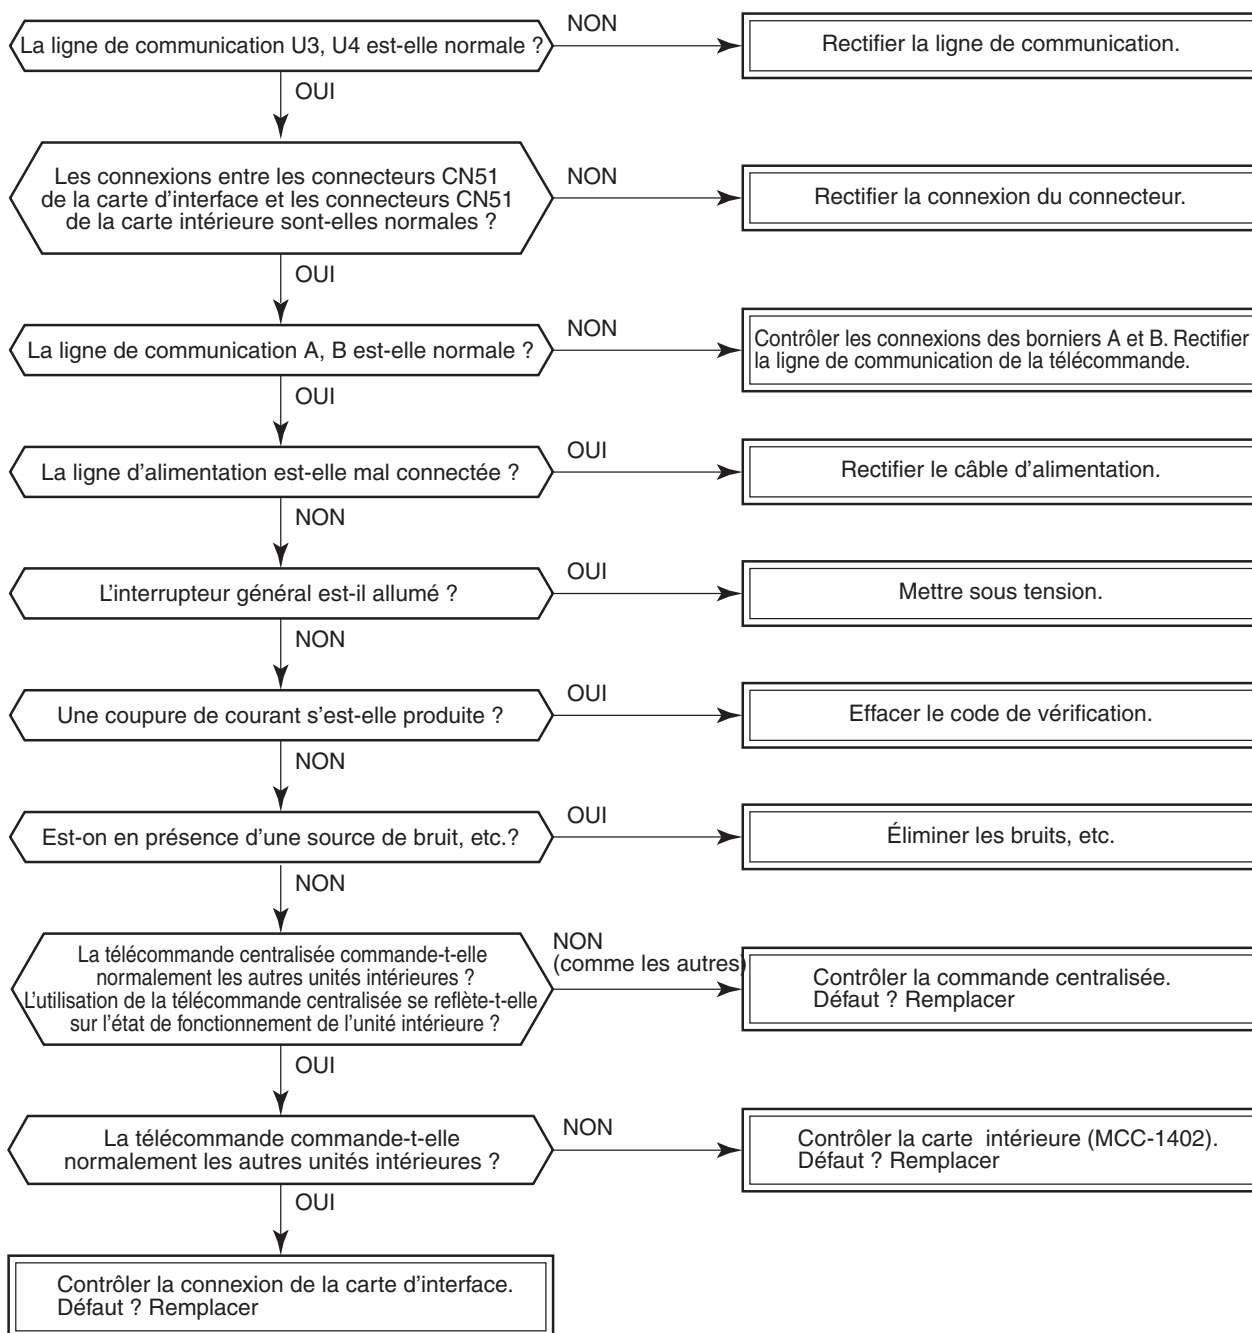 La ligne de communication U3, U4 est-elle normale ?
NON
Rectifier la ligne de communication.
OUI
Les connexions entre les connecteurs CN51
de la carte d'interface et les connecteurs CN51
de la carte intérieure sont-elles normales ?
NON
Rectifier la connexion du connecteur.
OUI
La ligne de communication A, B est-elle normale ?
NON
Contrôler les connexions des borniers A et B. Rectifier
la ligne de communication de la télécommande.
OUI
La ligne d'alimentation est-elle mal connectée ?
OUI
Rectifier le câble d'alimentation.
NON
L'interrupteur général est-il allumé ?
OUI
Mettre sous tension.
NON
Une coupure de courant s'est-elle produite ?
OUI
Effacer le code de vérification.
NON
Est-on en présence d'une source de bruit, etc.?
OUI
Éliminer les bruits, etc.
NON
La télécommande centralisée commande-t-elle
normalement les autres unités intérieures ?
L'utilisation de la télécommande centralisée se reflète-t-elle
sur l'état de fonctionnement de l'unité intérieure ?
NON
(comme les autres)
Contrôler la commande centralisée.
Défaut ? Remplacer
OUI
La télécommande commande-t-elle
normalement les autres unités intérieures ?
NON
Contrôler la carte intérieure (MCC-1402).
Défaut ? Remplacer
OUI
Contrôler la connexion de la carte d'interface.
Défaut ? Remplacer